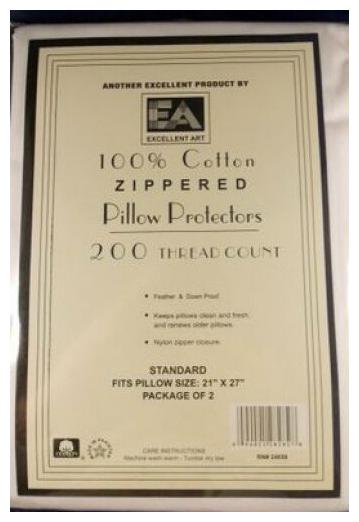 ANOTHER EXCELLENT PRODUCT BY
EA
EXCELLENT ART
100% Cotton
ZIPPERED
Pillow Protectors
200 THREAD COUNT
• Feather & Down Proof
• Keeps pillows clean and fresh,
and renews older pillows.
• Nylon zipper closure.
STANDARD
FITS PILLOW SIZE: 21" X 27"
PACKAGE OF 2
CARE INSTRUCTIONS
Machine wash warm - Tumble dry low